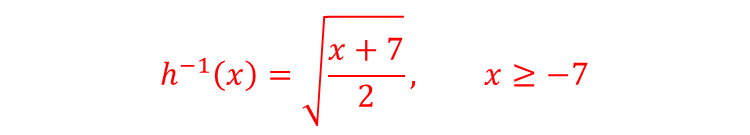 h⁻¹(x) = √((x + 7)/2), x ≥ −7